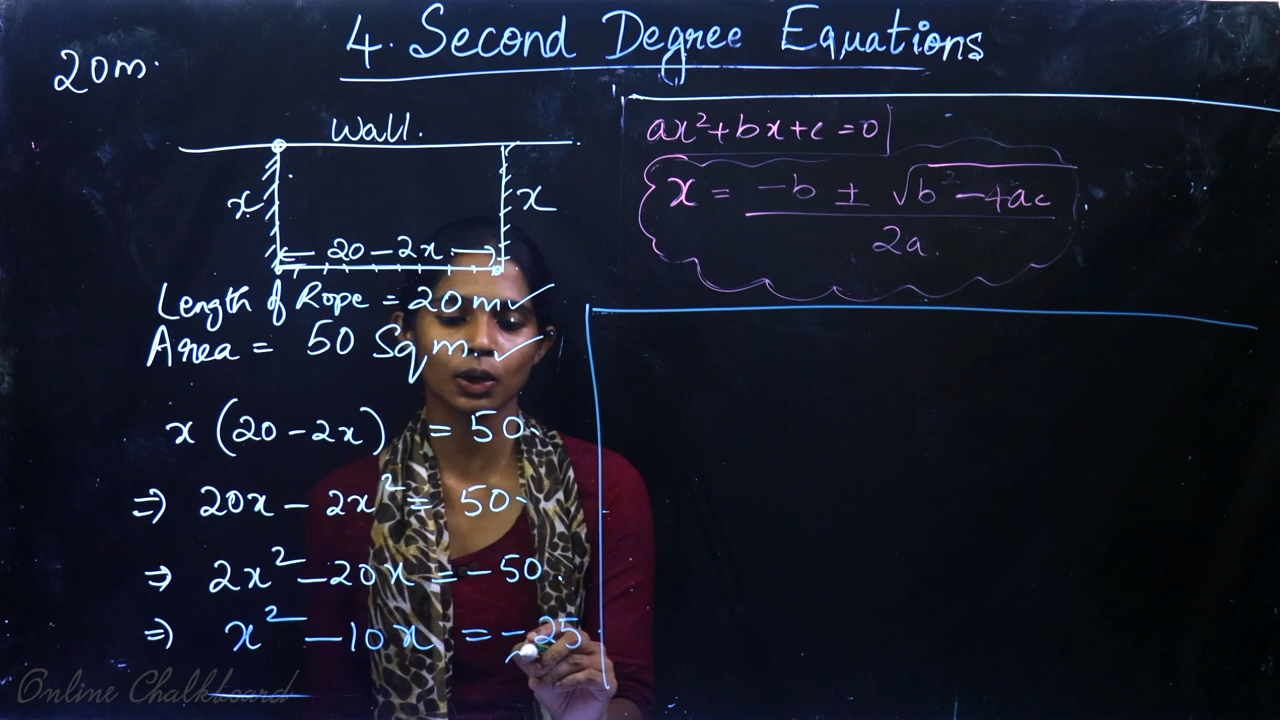 4. Second Degree Equations
20m.
Wall.
x
x
20 - 2x
Length of Rope = 20 m ✓
Area = 50 Sqm. ✓
x (20 - 2x) = 50.
⇒ 20x - 2x² = 50.
⇒ 2x² - 20x = -50.
⇒ x² - 10x = -25
ax² + bx + c = 0
x = (-b ± √(b² - 4ac)) / 2a.
Online Chalkboard